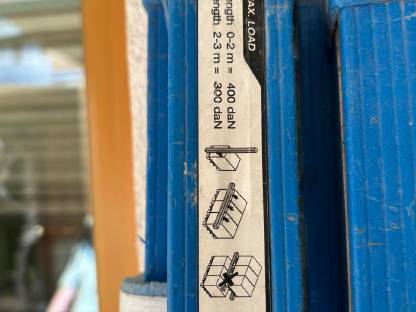 AX. LOAD
ength 0-2 m = 400 daN
ength 2-3 m = 300 daN